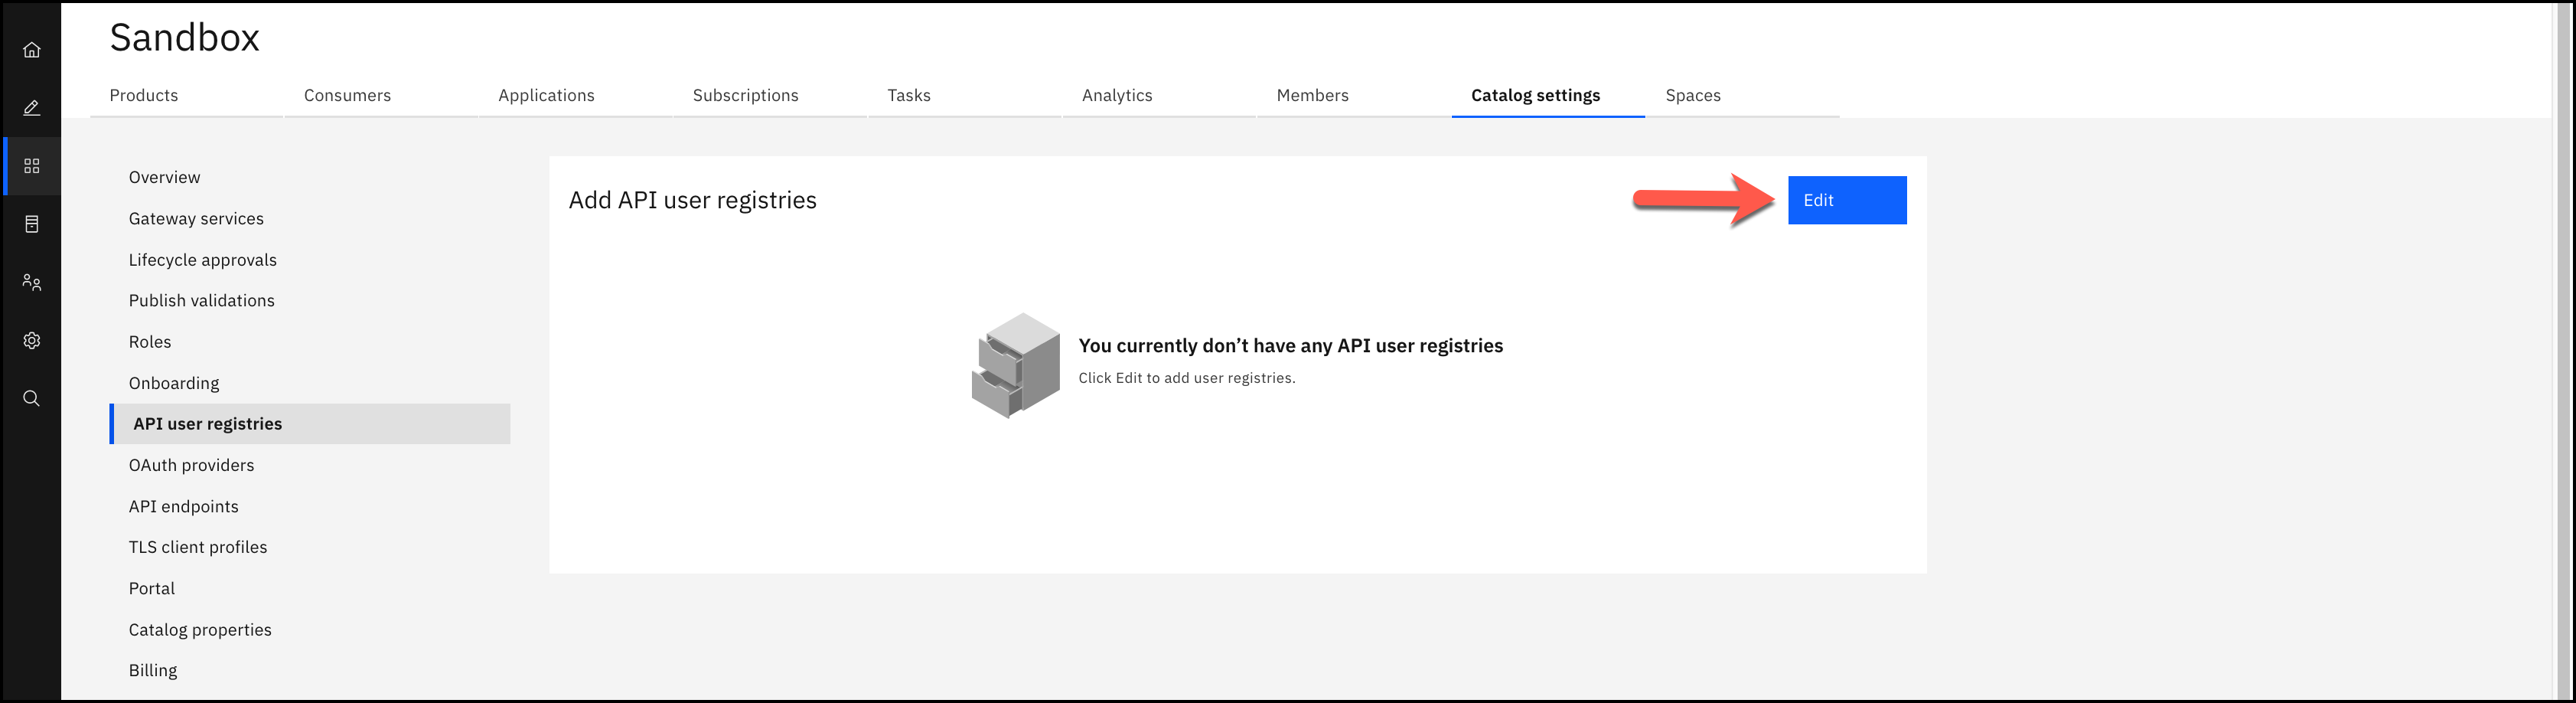 Sandbox
Products Consumers Applications Subscriptions Tasks Analytics Members Catalog settings Spaces
Overview
Gateway services
Lifecycle approvals
Publish validations
Roles
Onboarding
API user registries
OAuth providers
API endpoints
TLS client profiles
Portal
Catalog properties
Billing
Add API user registries
Edit
You currently don’t have any API user registries
Click Edit to add user registries.